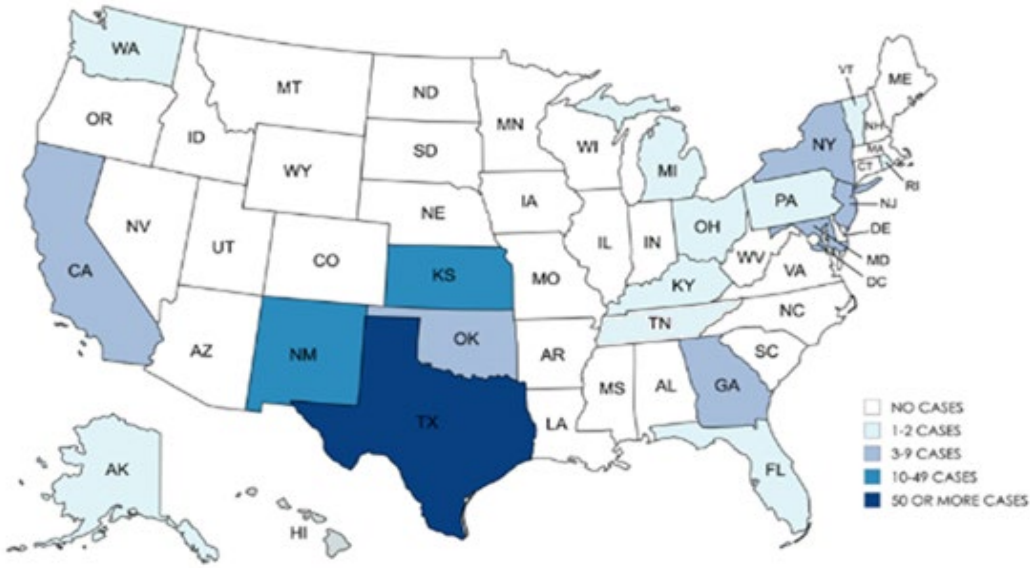 WA
MT
ND
MN
VT
ME
OR
ID
SD
WI
NY
NH
MA
WY
MI
CT
RI
NE
IA
PA
NJ
NV
UT
CO
IL
IN
OH
DE
WV
MD
CA
KS
MO
KY
VA
DC
AZ
NM
OK
AR
TN
NC
SC
TX
LA
MS
AL
GA
FL
AK
HI
NO CASES
1-2 CASES
3-9 CASES
10-49 CASES
50 OR MORE CASES